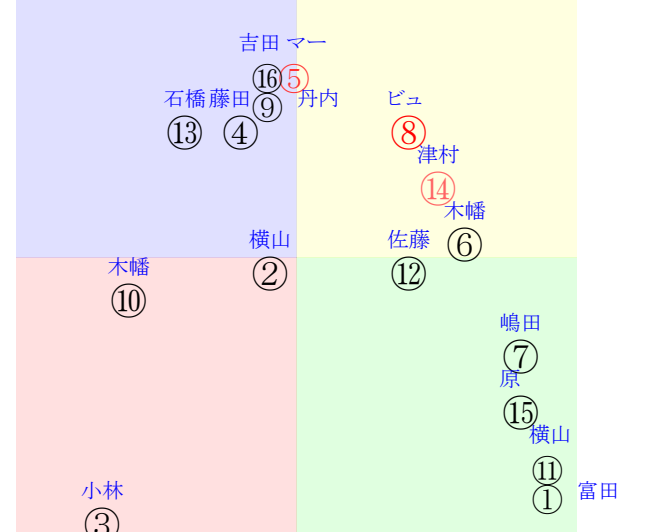 吉田 マー
⑯ ⑤
石橋 藤田 ⑨ 丹内 ビュ
⑬ ④ ⑧
津村
⑭
木幡
横山 佐藤 ⑥
木幡 ② ⑫
⑩
嶋田
⑦
原
⑮
横山
⑪
小林 ① 富田
③